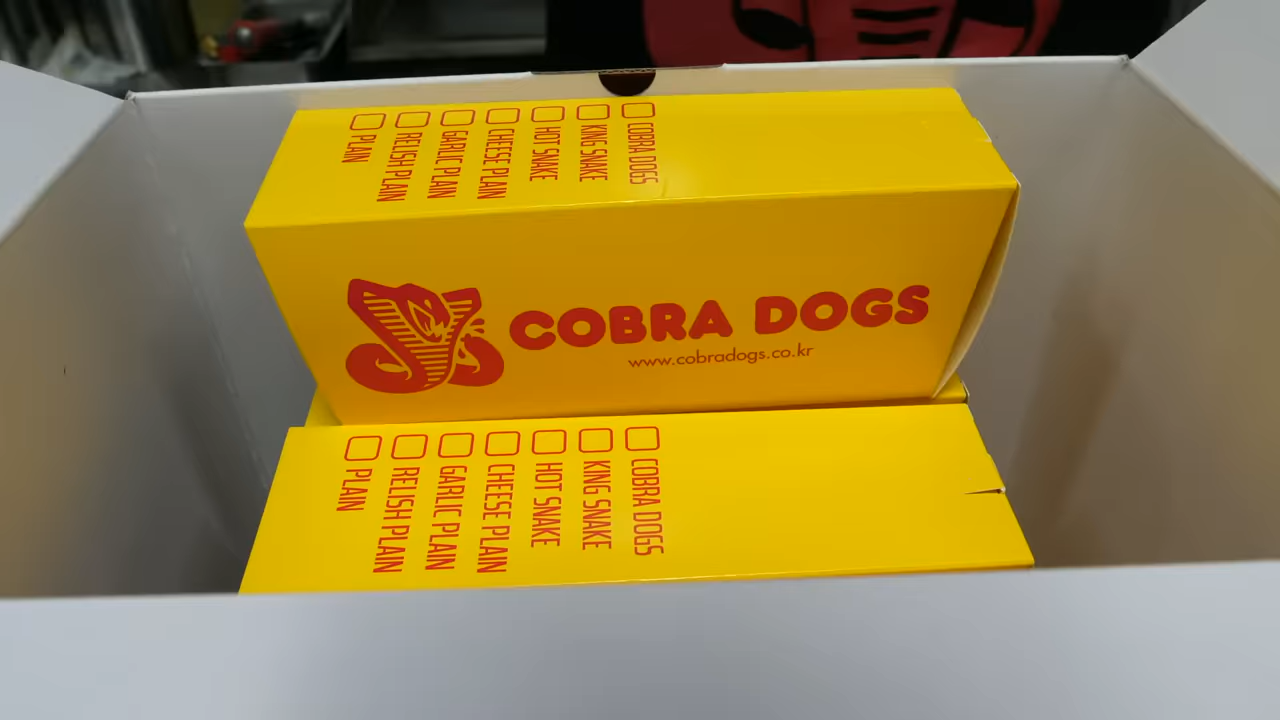 PLAIN
RELISH PLAIN
GARLIC PLAIN
CHEESE PLAIN
HOT SNAKE
KING SNAKE
COBRA DOGS
COBRA DOGS
www.cobradogs.co.kr
PLAIN
RELISH PLAIN
GARLIC PLAIN
CHEESE PLAIN
HOT SNAKE
KING SNAKE
COBRA DOGS